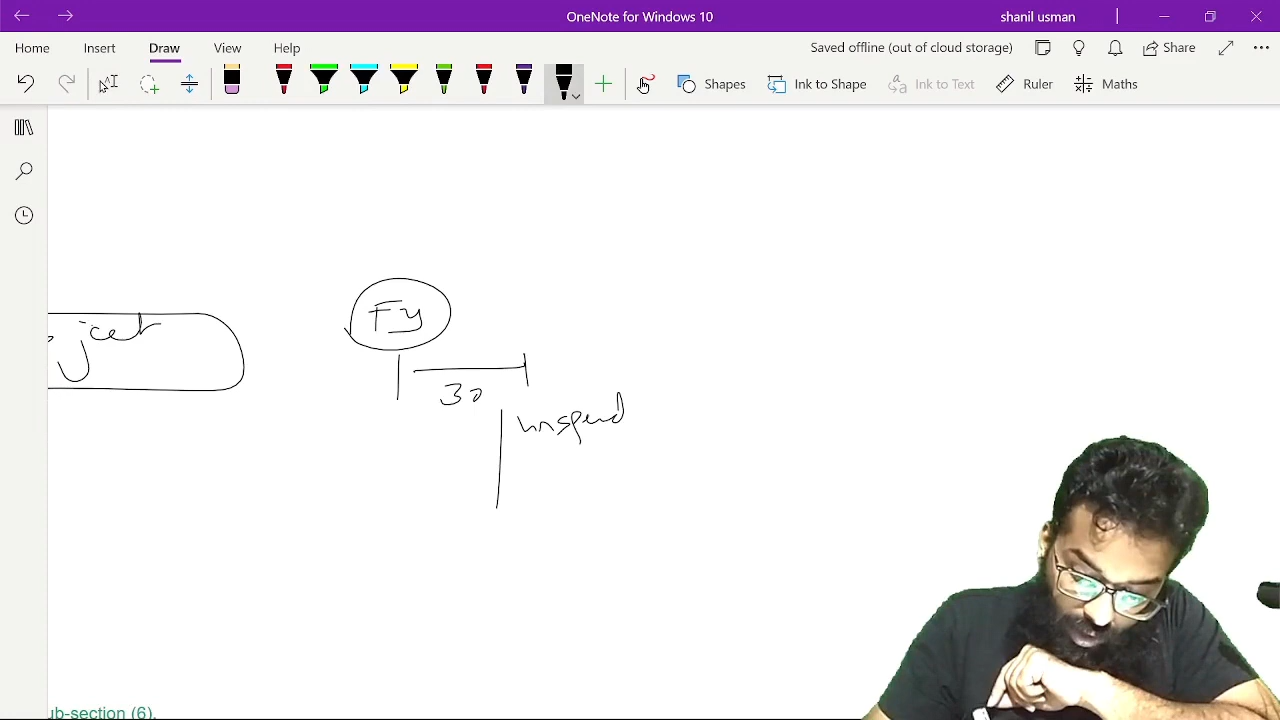 OneNote for Windows 10
shanil usman
Home Insert Draw View Help
Saved offline (out of cloud storage)
Share
Shapes
Ink to Shape
Ink to Text
Ruler
Maths
Fy
30
unspend
ub-section (6).